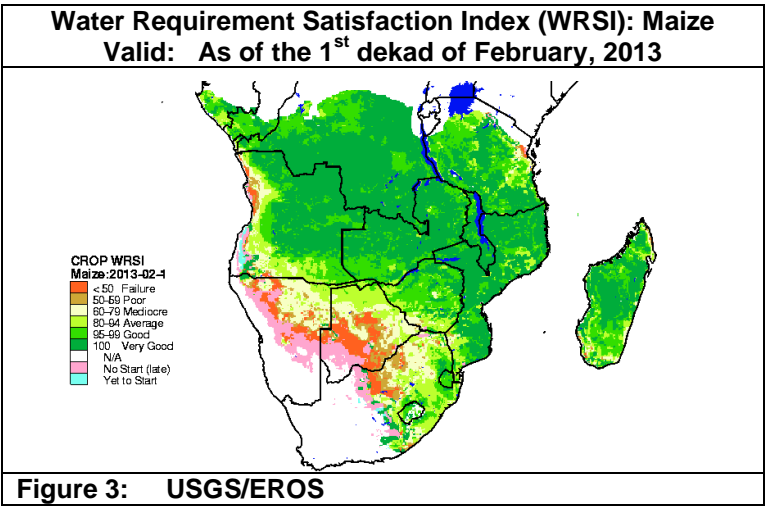 Water Requirement Satisfaction Index (WRSI): Maize
Valid: As of the 1st dekad of February, 2013
CROP WRSI
Maize:2013-02-1
< 50 Failure
50-59 Poor
60-79 Mediocre
80-94 Average
95-99 Good
100 Very Good
N/A
No Start (late)
Yet to Start
Figure 3: USGS/EROS